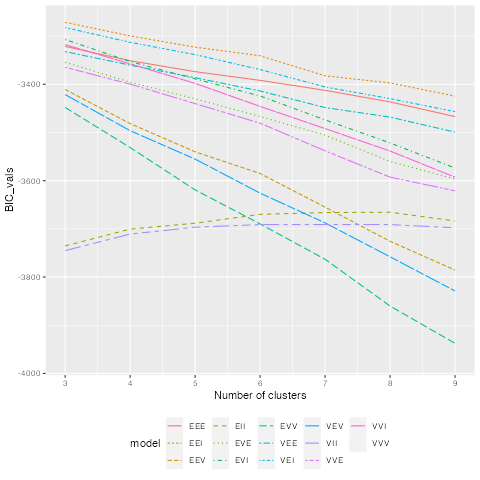 -3400
-3600
-3800
-4000
BIC_vals
3 4 5 6 7 8 9
Number of clusters
model
EEE EII EVV VEV VVI
EEI EVE VEE VII VVV
EEV EVI VEI VVE